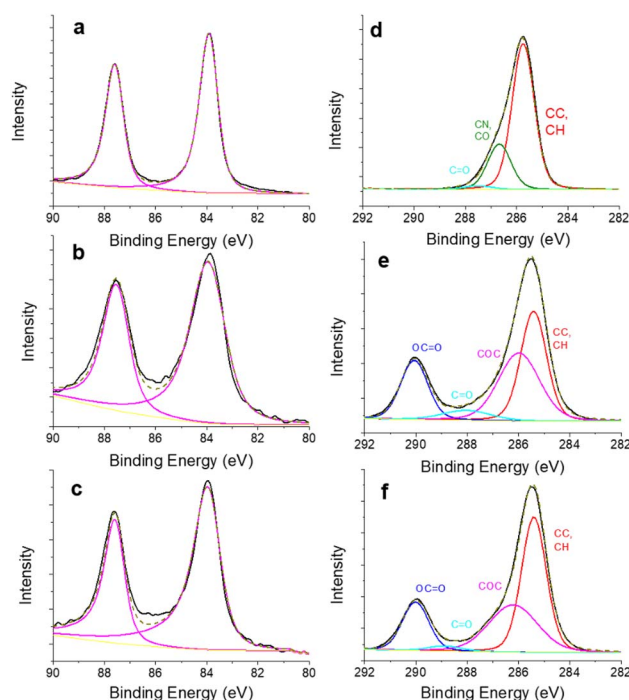 a
Intensity
90 88 86 84 82 80
Binding Energy (eV)
b
Intensity
90 88 86 84 82 80
Binding Energy (eV)
c
Intensity
90 88 86 84 82 80
Binding Energy (eV)
d
Intensity
CC,
CH
CN,
CO
C=O
292 290 288 286 284 282
Binding Energy (eV)
e
Intensity
CC,
CH
OC=O
COC
C=O
292 290 288 286 284 282
Binding Energy (eV)
f
Intensity
CC,
CH
OC=O
COC
C=O
292 290 288 286 284 282
Binding Energy (eV)